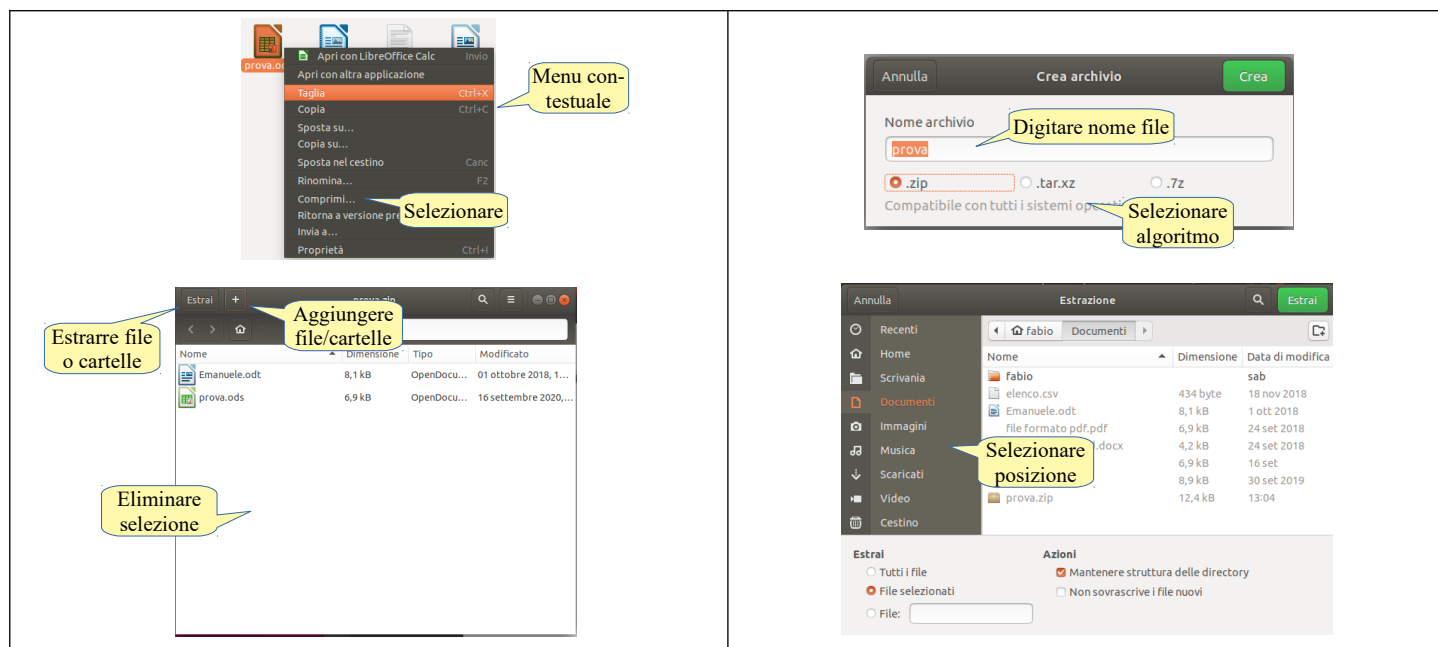 prova.o
Apri con LibreOffice Calc Invio
Apri con altra applicazione
Taglia Ctrl+X
Copia Ctrl+C
Sposta su...
Copia su...
Sposta nel cestino Canc
Rinomina... F2
Comprimi...
Ritorna a versione pre
Invia a...
Proprietà Ctrl+I
Menu con-
testuale
Selezionare
Annulla Crea archivio Crea
Nome archivio
Digitare nome file
prova
.zip .tar.xz .7z
Compatibile con tutti i sistemi operati
Selezionare
algoritmo
Estrai + prova.zip
Aggiungere
file/cartelle
Estrarre file
o cartelle
Nome Dimensione Tipo Modificato
Emanuele.odt 8,1 kB OpenDocu... 01 ottobre 2018, 1...
prova.ods 6,9 kB OpenDocu... 16 settembre 2020,...
Eliminare
selezione
Annulla Estrazione Estrai
Recenti
Home
Scrivania
Documenti
Immagini
Musica
Scaricati
Video
Cestino
fabio Documenti
Nome Dimensione Data di modifica
fabio sab
elenco.csv 434 byte 18 nov 2018
Emanuele.odt 8,1 kB 1 ott 2018
file formato pdf.pdf 6,9 kB 24 set 2018
.docx 4,2 kB 24 set 2018
6,9 kB 16 set
8,9 kB 30 set 2019
prova.zip 12,4 kB 13:04
Selezionare
posizione
Estrai
Tutti i file
File selezionati
File:
Azioni
Mantenere struttura delle directory
Non sovrascrive i file nuovi